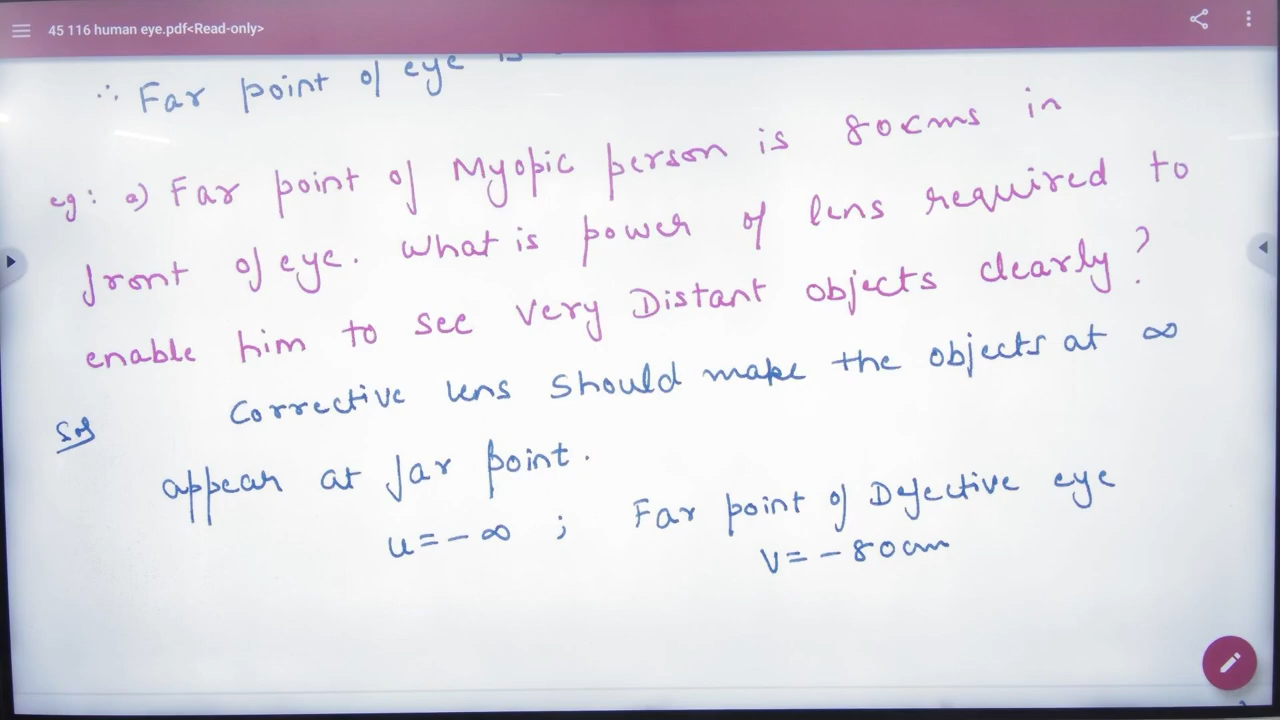 45 116 human eye.pdf<Read-only>
∴ Far point of eye is
eg: a) Far point of Myopic person is 80cms in
front of eye. What is power of lens required to
enable him to see very Distant objects clearly?
Sol Corrective lens should make the objects at ∞
appear at far point.
u = - ∞ ; Far point of Defective eye
v = - 80cm